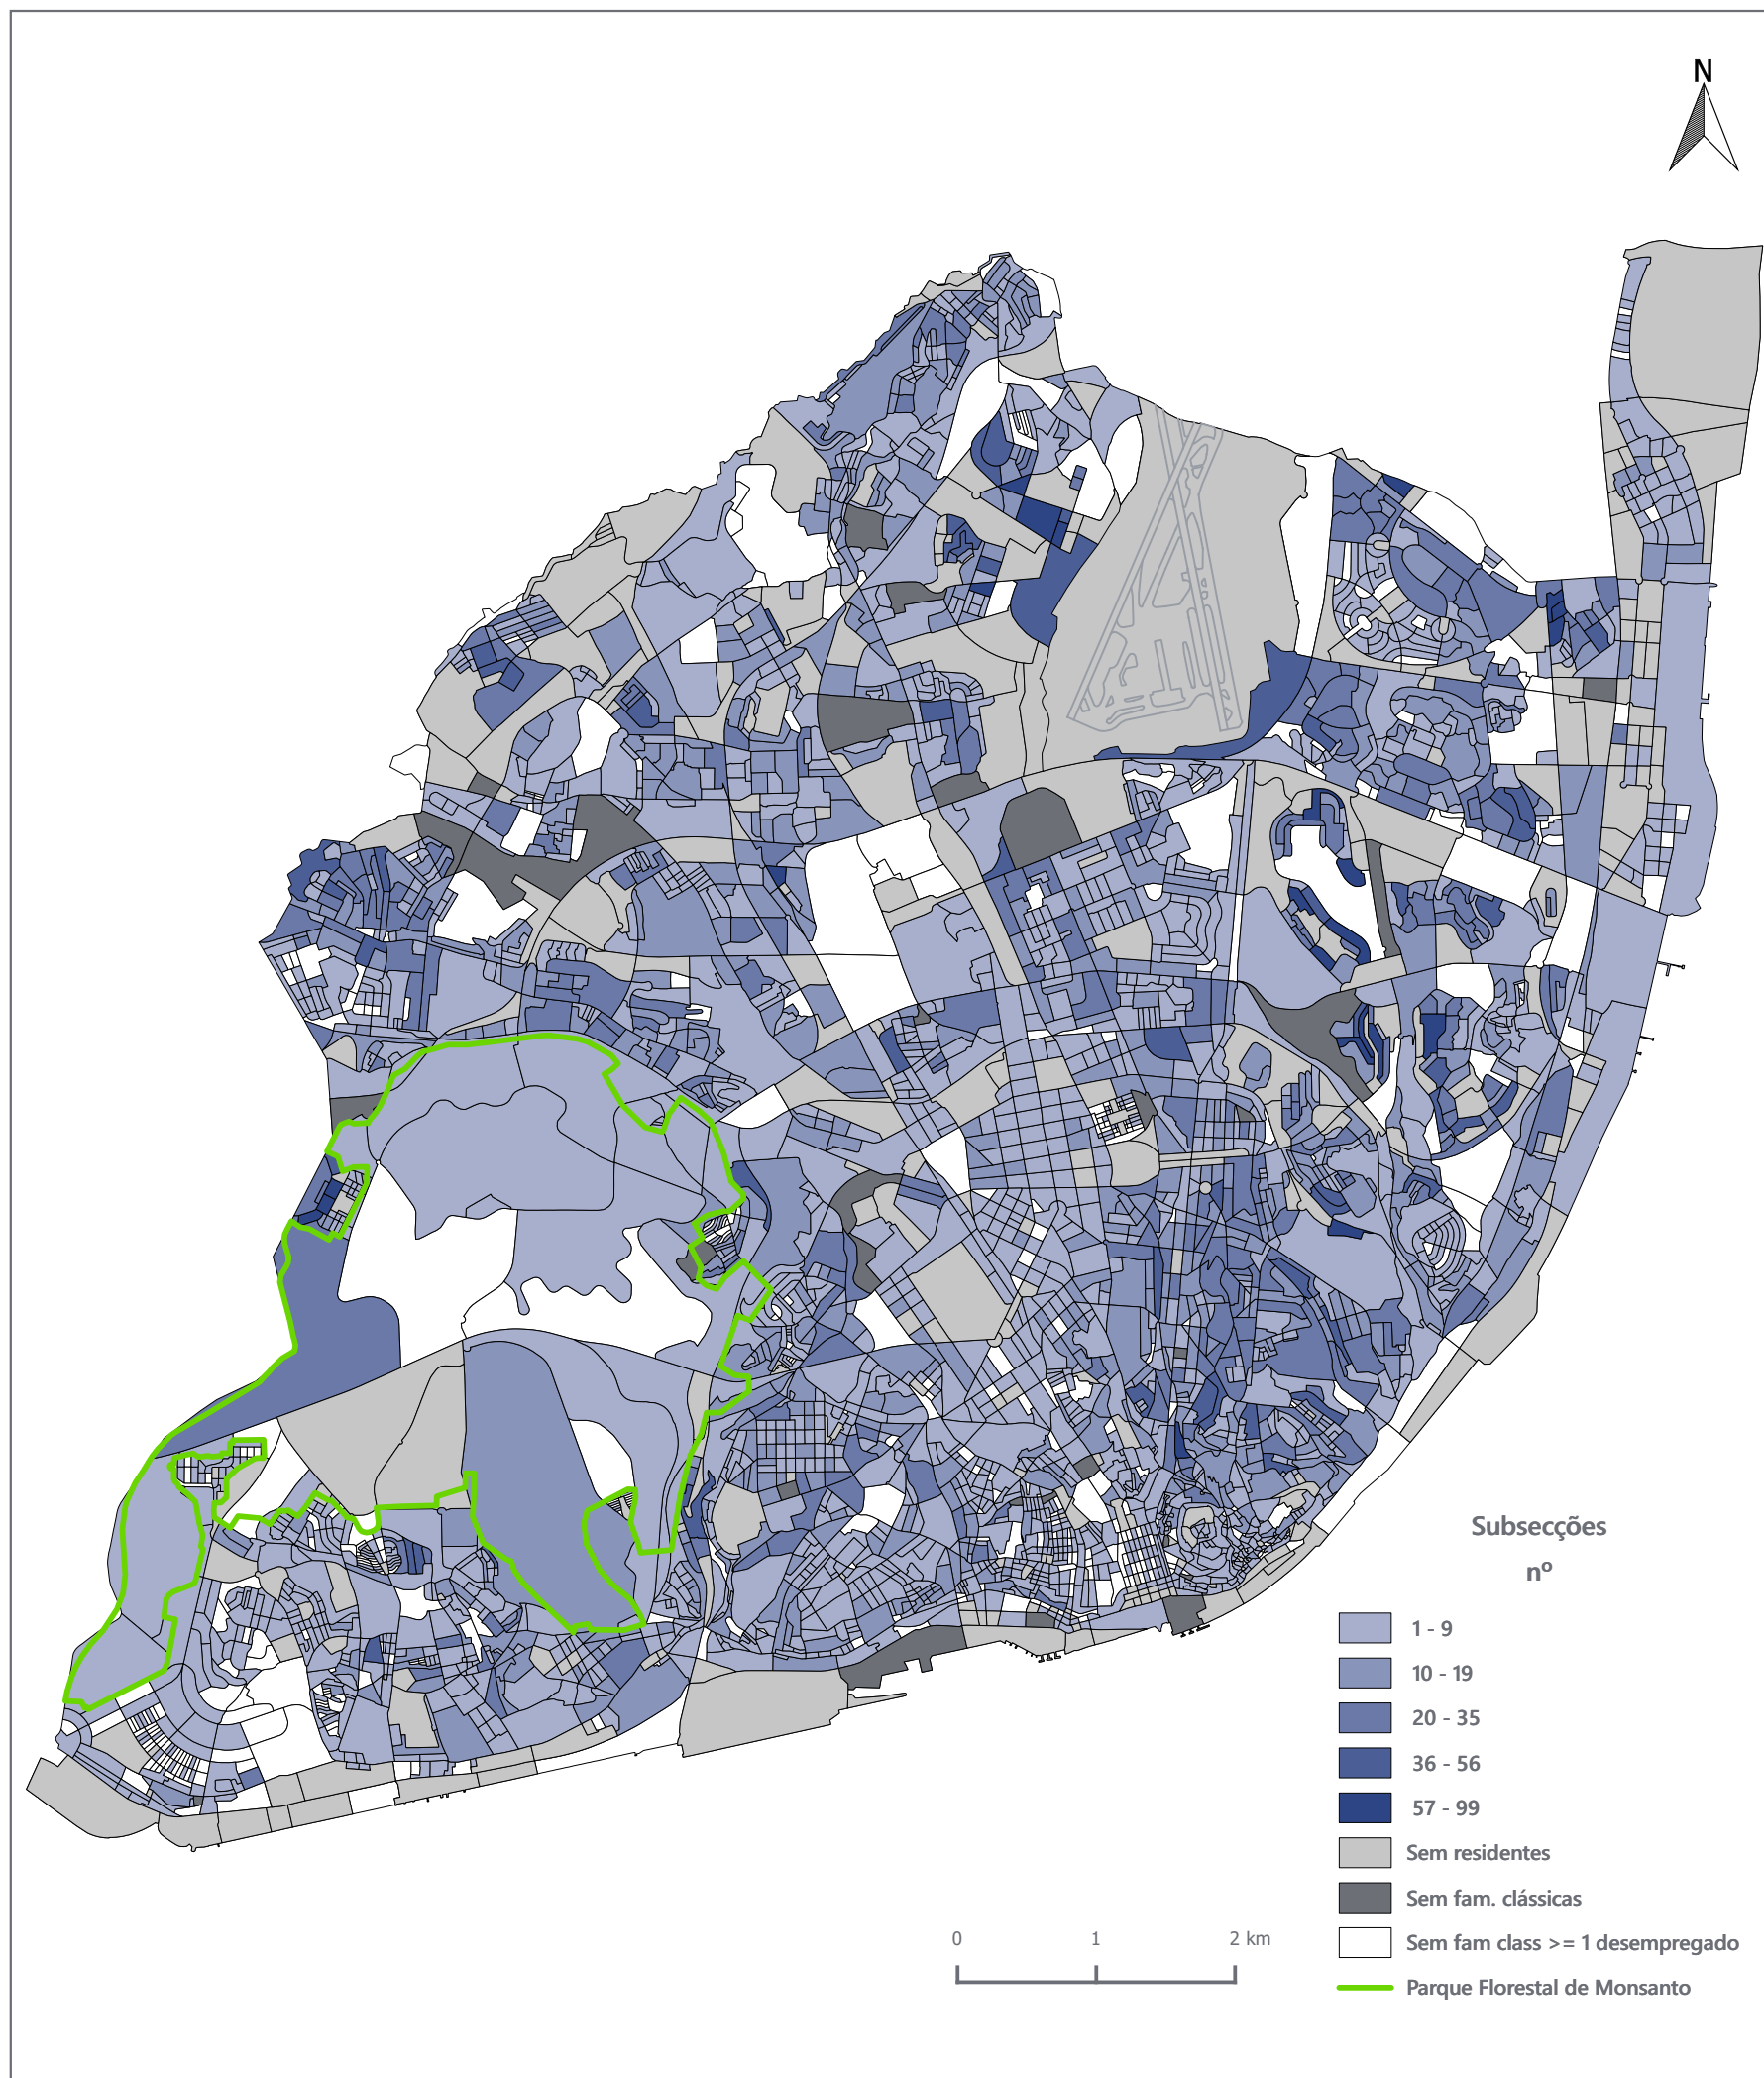 N
Subsecções
nº
1 - 9
10 - 19
20 - 35
36 - 56
57 - 99
Sem residentes
Sem fam. clássicas
Sem fam class >= 1 desempregado
Parque Florestal de Monsanto
0 1 2 km